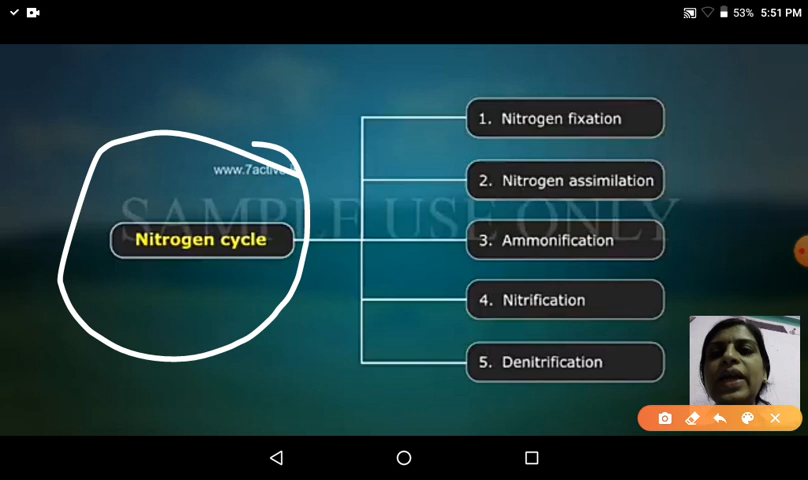 53% 5:51 PM
www.7active
SAMPLE USE ONLY
Nitrogen cycle
1. Nitrogen fixation
2. Nitrogen assimilation
3. Ammonification
4. Nitrification
5. Denitrification